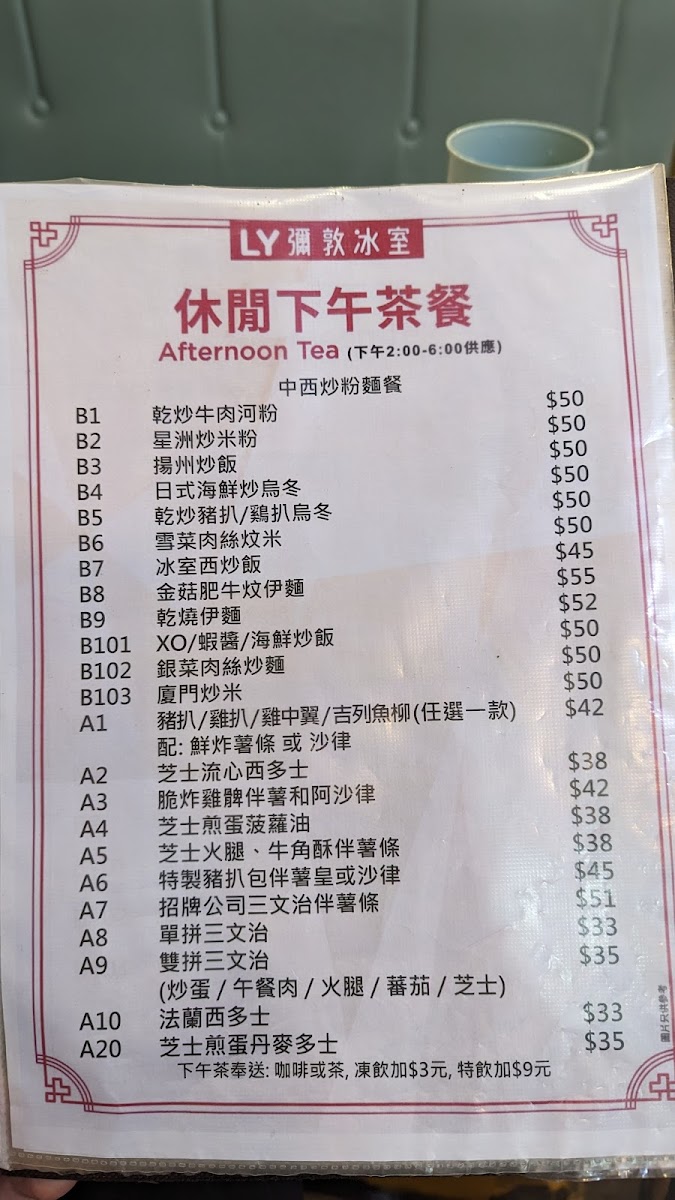 LY 彌敦冰室
休閒下午茶餐
Afternoon Tea (下午2:00-6:00供應)
中西炒粉麵餐
B1 乾炒牛肉河粉 $50
B2 星洲炒米粉 $50
B3 揚州炒飯 $50
B4 日式海鮮炒烏冬 $50
B5 乾炒豬扒/鷄扒烏冬 $50
B6 雪菜肉絲炆米 $50
B7 冰室西炒飯 $45
B8 金菇肥牛炆伊麵 $55
B9 乾燒伊麵 $52
B101 XO/蝦醬/海鮮炒飯 $50
B102 銀菜肉絲炒麵 $50
B103 廈門炒米 $50
A1 豬扒/雞扒/雞中翼/吉列魚柳(任選一款) $42
配: 鮮炸薯條 或 沙律
A2 芝士流心西多士 $38
A3 脆炸雞髀伴薯和阿沙律 $42
A4 芝士煎蛋菠蘿油 $38
A5 芝士火腿、牛角酥伴薯條 $38
A6 特製豬扒包伴薯皇或沙律 $45
A7 招牌公司三文治伴薯條 $51
A8 單拼三文治 $33
A9 雙拼三文治 $35
(炒蛋 / 午餐肉 / 火腿 / 蕃茄 / 芝士)
A10 法蘭西多士 $33
A20 芝士煎蛋丹麥多士 $35
下午茶奉送: 咖啡或茶, 凍飲加$3元, 特飲加$9元
圖片只供參考